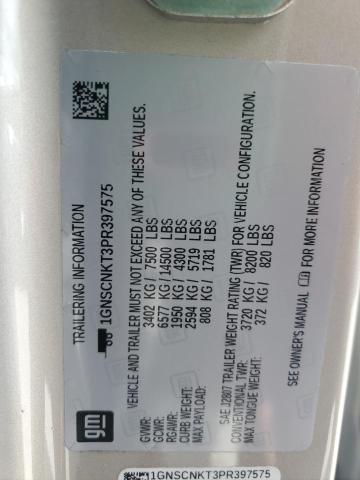 gm
TRAILERING INFORMATION
1GNSCNKT3PR397575
VEHICLE AND TRAILER MUST NOT EXCEED ANY OF THESE VALUES.
GVWR: 3402 KG/ 7500 LBS
GCWR: 6577 KG/ 14500 LBS
RGAWR: 1950 KG/ 4300 LBS
CURB WEIGHT: 2594 KG/ 5719 LBS
MAX PAYLOAD: 808 KG/ 1781 LBS
SAE J2807 TRAILER WEIGHT RATING (TWR) FOR VEHICLE CONFIGURATION.
CONVENTIONAL TWR: 3720 KG/ 8200 LBS
MAX TONGUE WEIGHT: 372 KG/ 820 LBS
SEE OWNER'S MANUAL FOR MORE INFORMATION
1GNSCNKT3PR397575